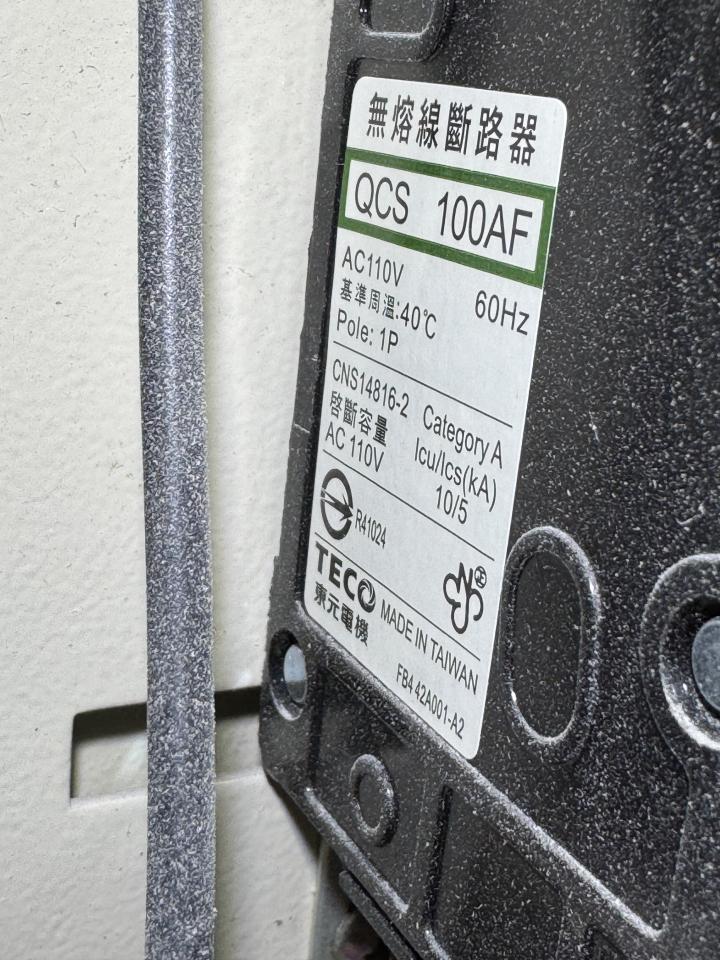 無熔線斷路器
QCS 100AF
AC110V 60Hz
基準周溫:40℃
Pole: 1P
CNS14816-2 Category A
啓斷容量 Icu/Ics(kA)
AC 110V 10/5
R41024
TECO
東元電機 MADE IN TAIWAN
FB4 42A001-A2
正